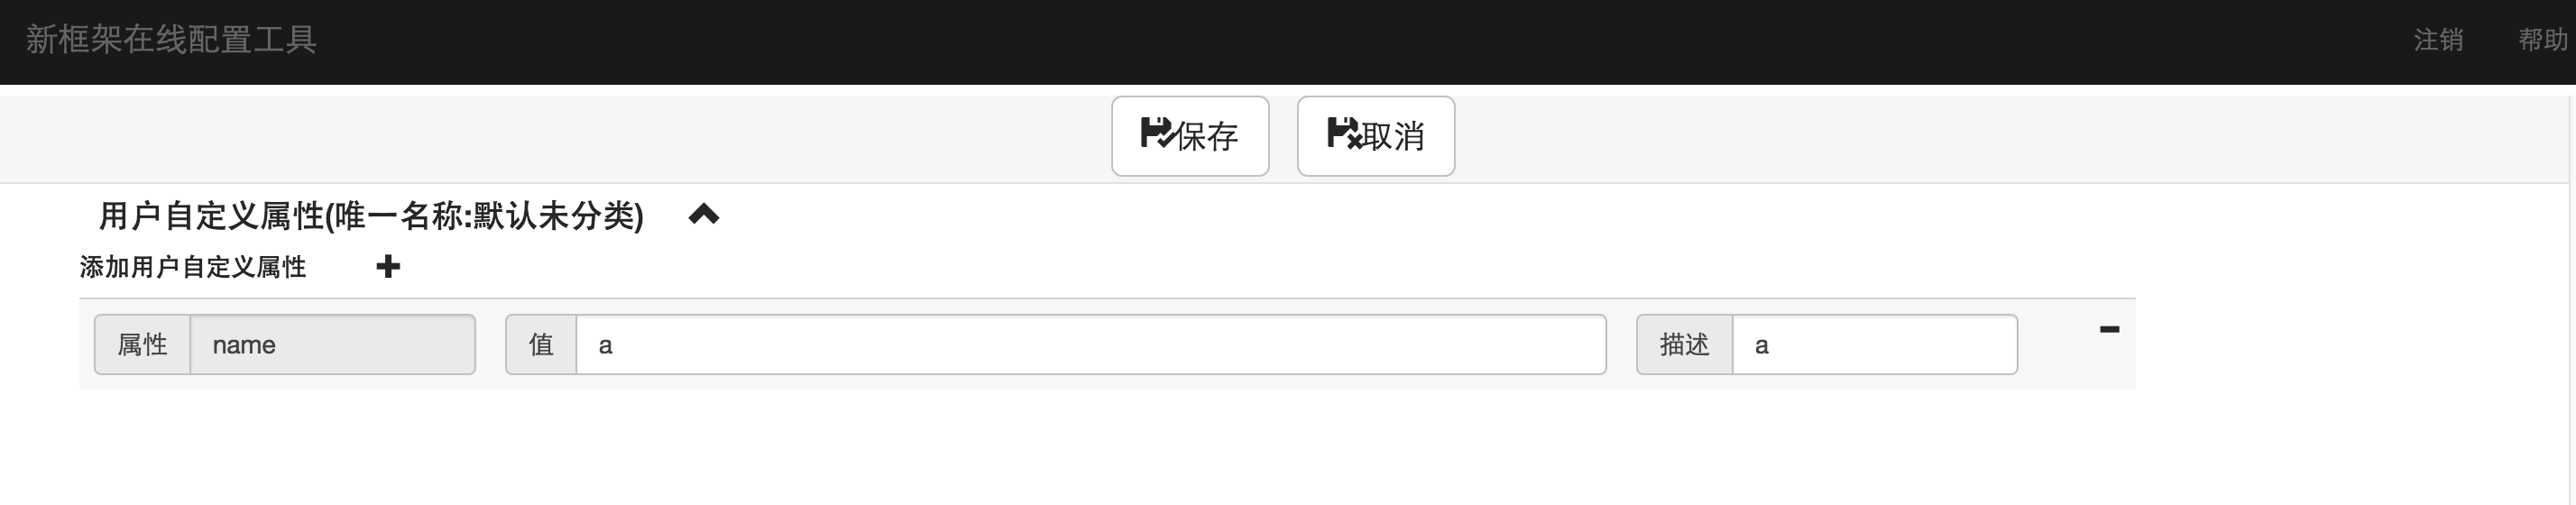 新框架在线配置工具 注销 帮助
保存 取消
用户自定义属性(唯一名称:默认未分类)
添加用户自定义属性
属性 name 值 a 描述 a